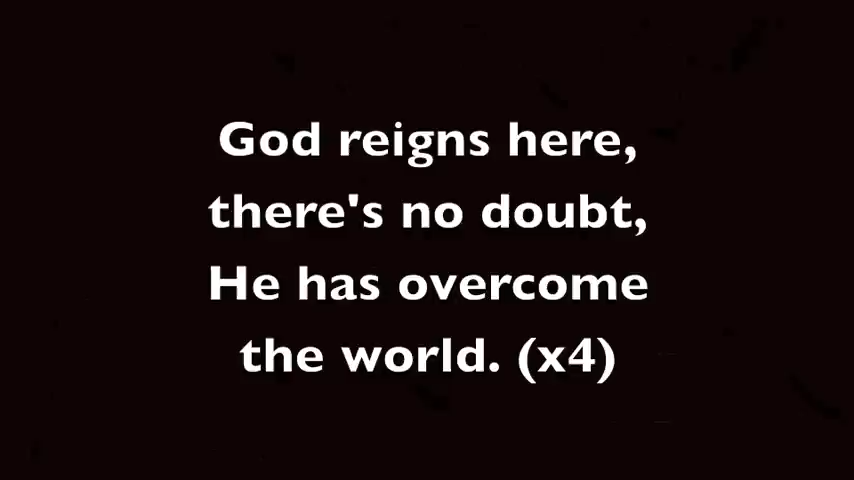 God reigns here,
there's no doubt,
He has overcome
the world. (x4)